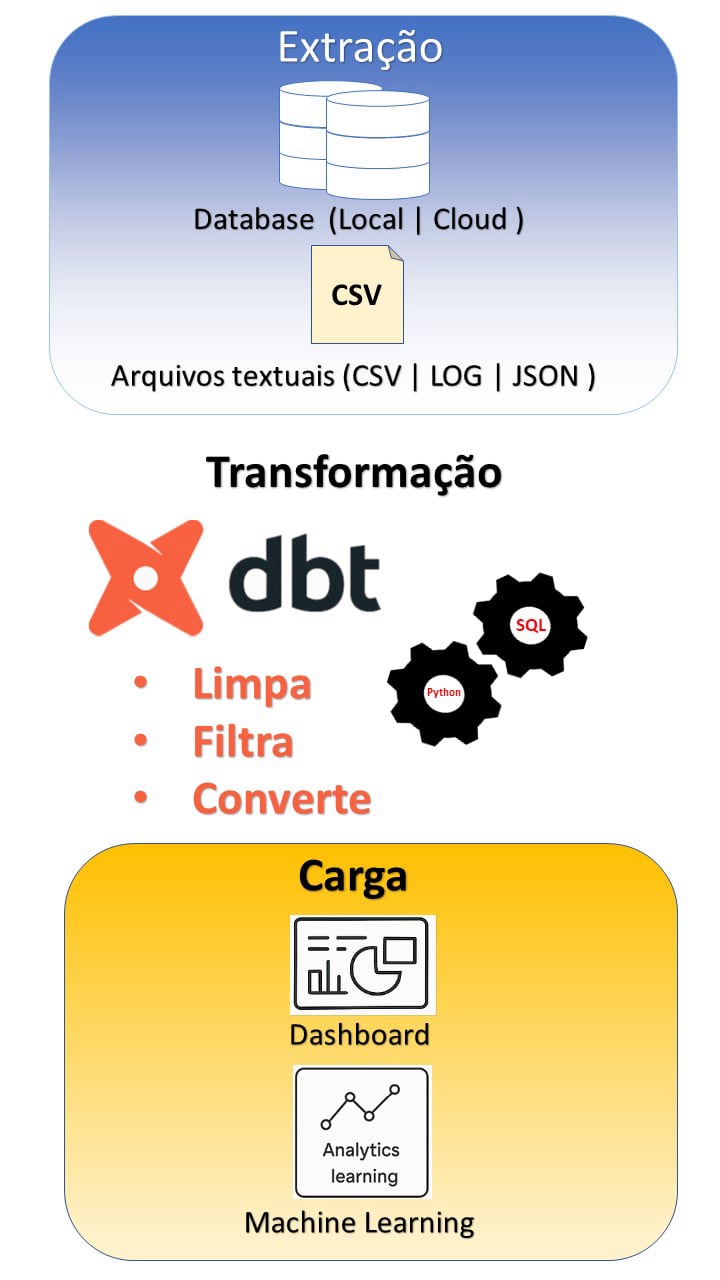 Extração
Database (Local | Cloud )
CSV
Arquivos textuais (CSV | LOG | JSON )
Transformação
dbt
SQL
Python
• Limpa
• Filtra
• Converte
Carga
Dashboard
Analytics
learning
Machine Learning